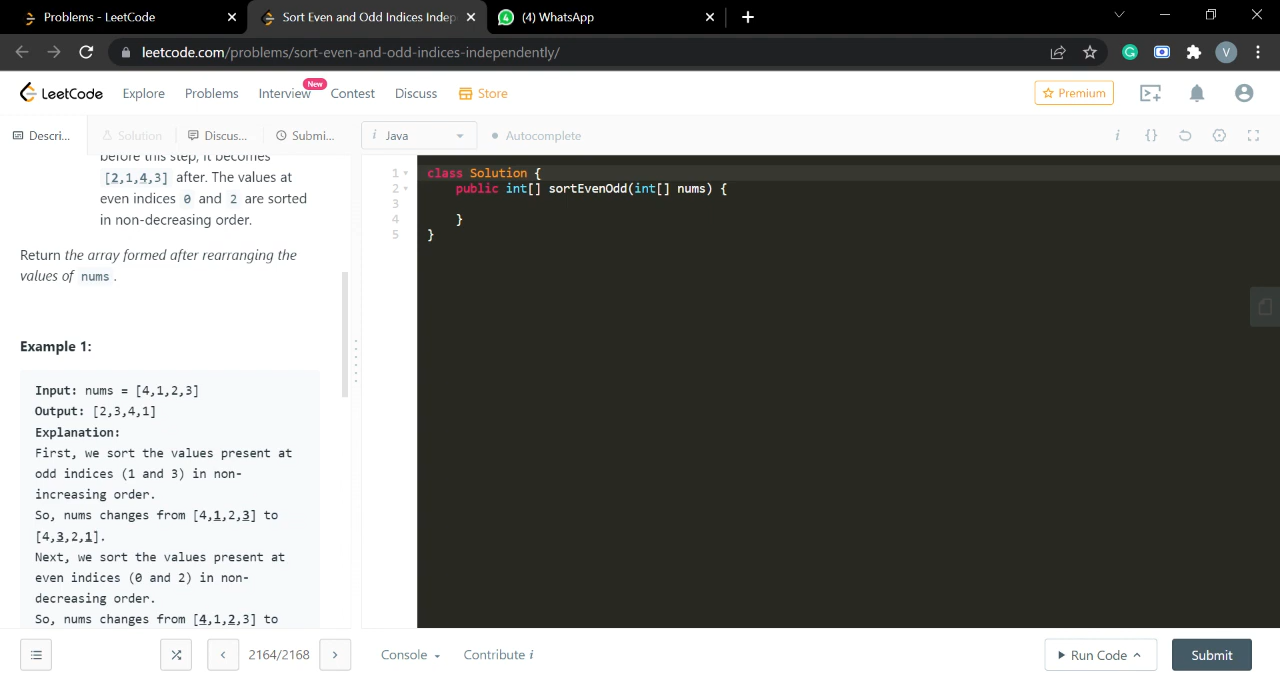 Problems - LeetCode
Sort Even and Odd Indices Indep
(4) WhatsApp
leetcode.com/problems/sort-even-and-odd-indices-independently/
LeetCode Explore Problems Interview New Contest Discuss Store Premium
Descri... Solution Discus... Submi... i Java Autocomplete
before this step, it becomes
[2,1,4,3] after. The values at
even indices 0 and 2 are sorted
in non-decreasing order.
Return the array formed after rearranging the
values of nums .
Example 1:
Input: nums = [4,1,2,3]
Output: [2,3,4,1]
Explanation:
First, we sort the values present at
odd indices (1 and 3) in non-
increasing order.
So, nums changes from [4,1,2,3] to
[4,3,2,1].
Next, we sort the values present at
even indices (0 and 2) in non-
decreasing order.
So, nums changes from [4,1,2,3] to
1 class Solution {
2 public int[] sortEvenOdd(int[] nums) {
3
4 }
5 }
2164/2168
Console
Contribute i
Run Code
Submit